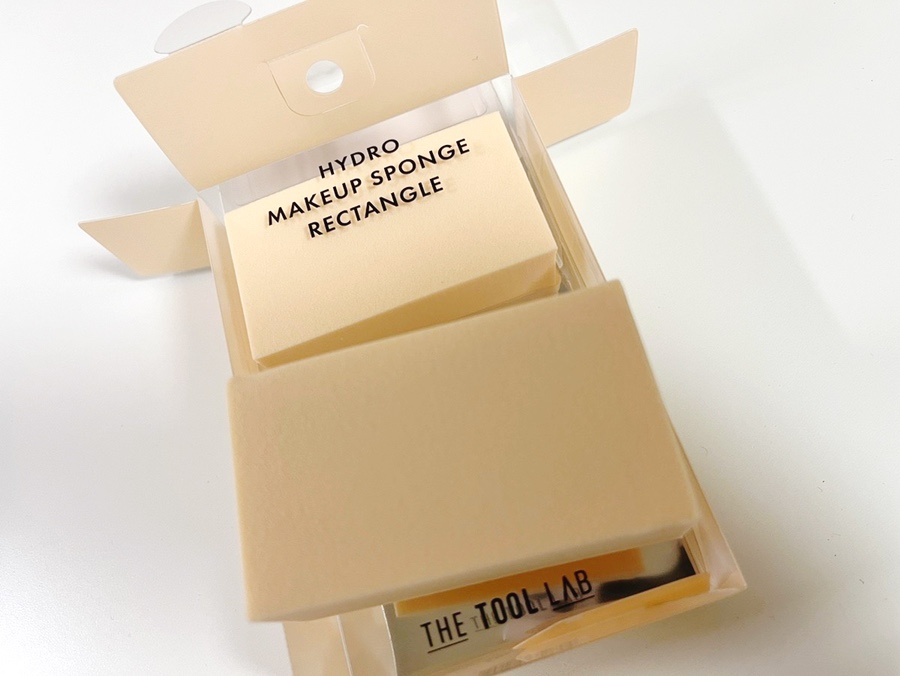 HYDRO
MAKEUP SPONGE
RECTANGLE
THE TOOL LAB